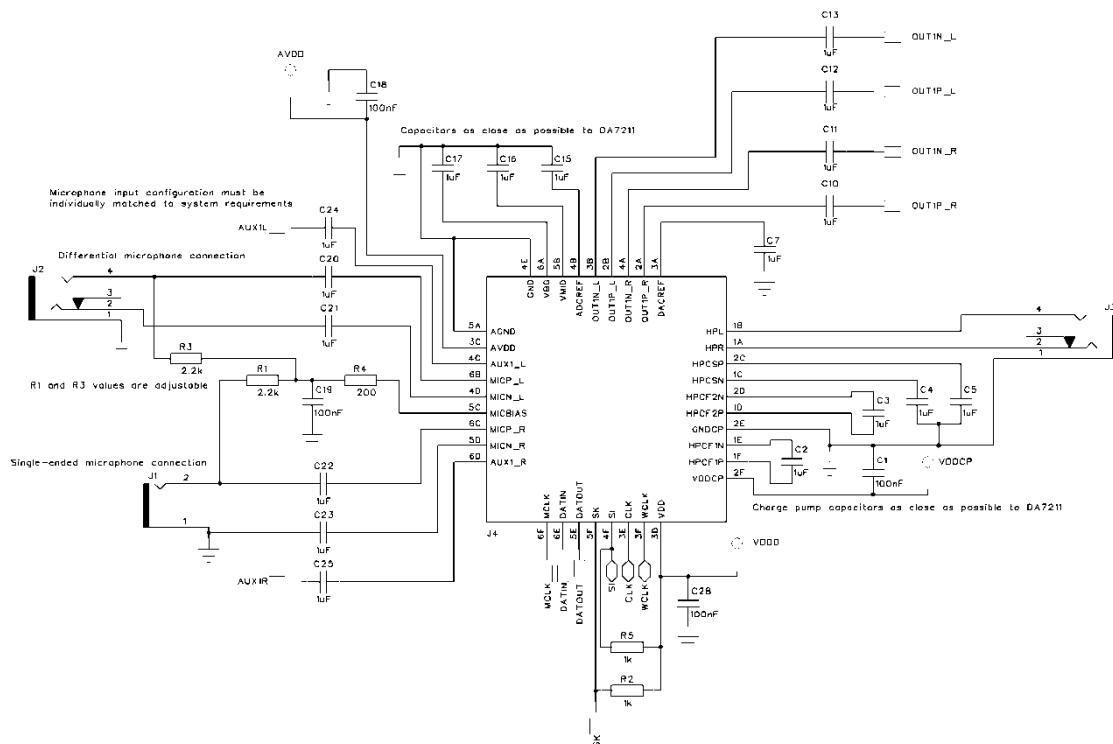 C13
1uF
OUT1N_L
AVDD
C18
100nF
C12
1uF
OUT1P_L
Capacitors as close as possible to DA7211
C17
1uF
C16
1uF
C15
1uF
C11
1uF
OUT1N_R
C10
1uF
OUT1P_R
Microphone input configuration must be
individually matched to system requirements
C24
AUX1L
1uF
C7
1uF
Differential microphone connection
J2
4
3
2
1
C20
1uF
C21
1uF
4E
6A
5B
4B
3B
2B
4A
2A
3A
GND
VBG
VMID
ADCREF
OUT1N_L
OUT1P_L
OUT1N_R
OUT1P_R
DACREF
5A AGND
3C AVDD
4C AUX1_L
6B MICP_L
4D MICN_L
5C MICBIAS
6C MICP_R
5D MICN_R
6D AUX1_R
HPL 1B
HPR 1A
HPCSP 2C
HPCSN 1C
HPCF2N 2D
HPCF2P 1D
GNDCP 2E
HPCF1N 1E
HPCF1P 1F
VDDCP 2F
4
3
2
1
R3
2.2k
R1
2.2k
R4
200
C19
100nF
R1 and R3 values are adjustable
C4
1uF
C5
1uF
C3
1uF
C2
1uF
C1
100nF
VDDCP
Charge pump capacitors as close as possible to DA7211
Single-ended microphone connection
J1
2
1
C22
1uF
C23
1uF
AUX1R
C25
1uF
J4
MCLK
DATIN
DATOUT
SK
SI
CLK
WCLK
VDD
6F
6E
5E
5F
4F
3E
3F
3D
MCLK
DATIN
DATOUT
SI
CLK
WCLK
VDDD
C28
100nF
R5
1k
R2
1k
SK